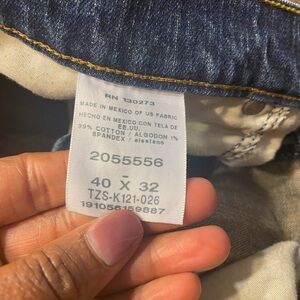 RN 130273
MADE IN MEXICO OF US FABRIC
HECHO EN MEXICO CON TELA DE
EE.UU.
99% COTTON / ALGODON 1%
SPANDEX / elastano
2055556
-
40 X 32
TZS-K121-026
191056159887